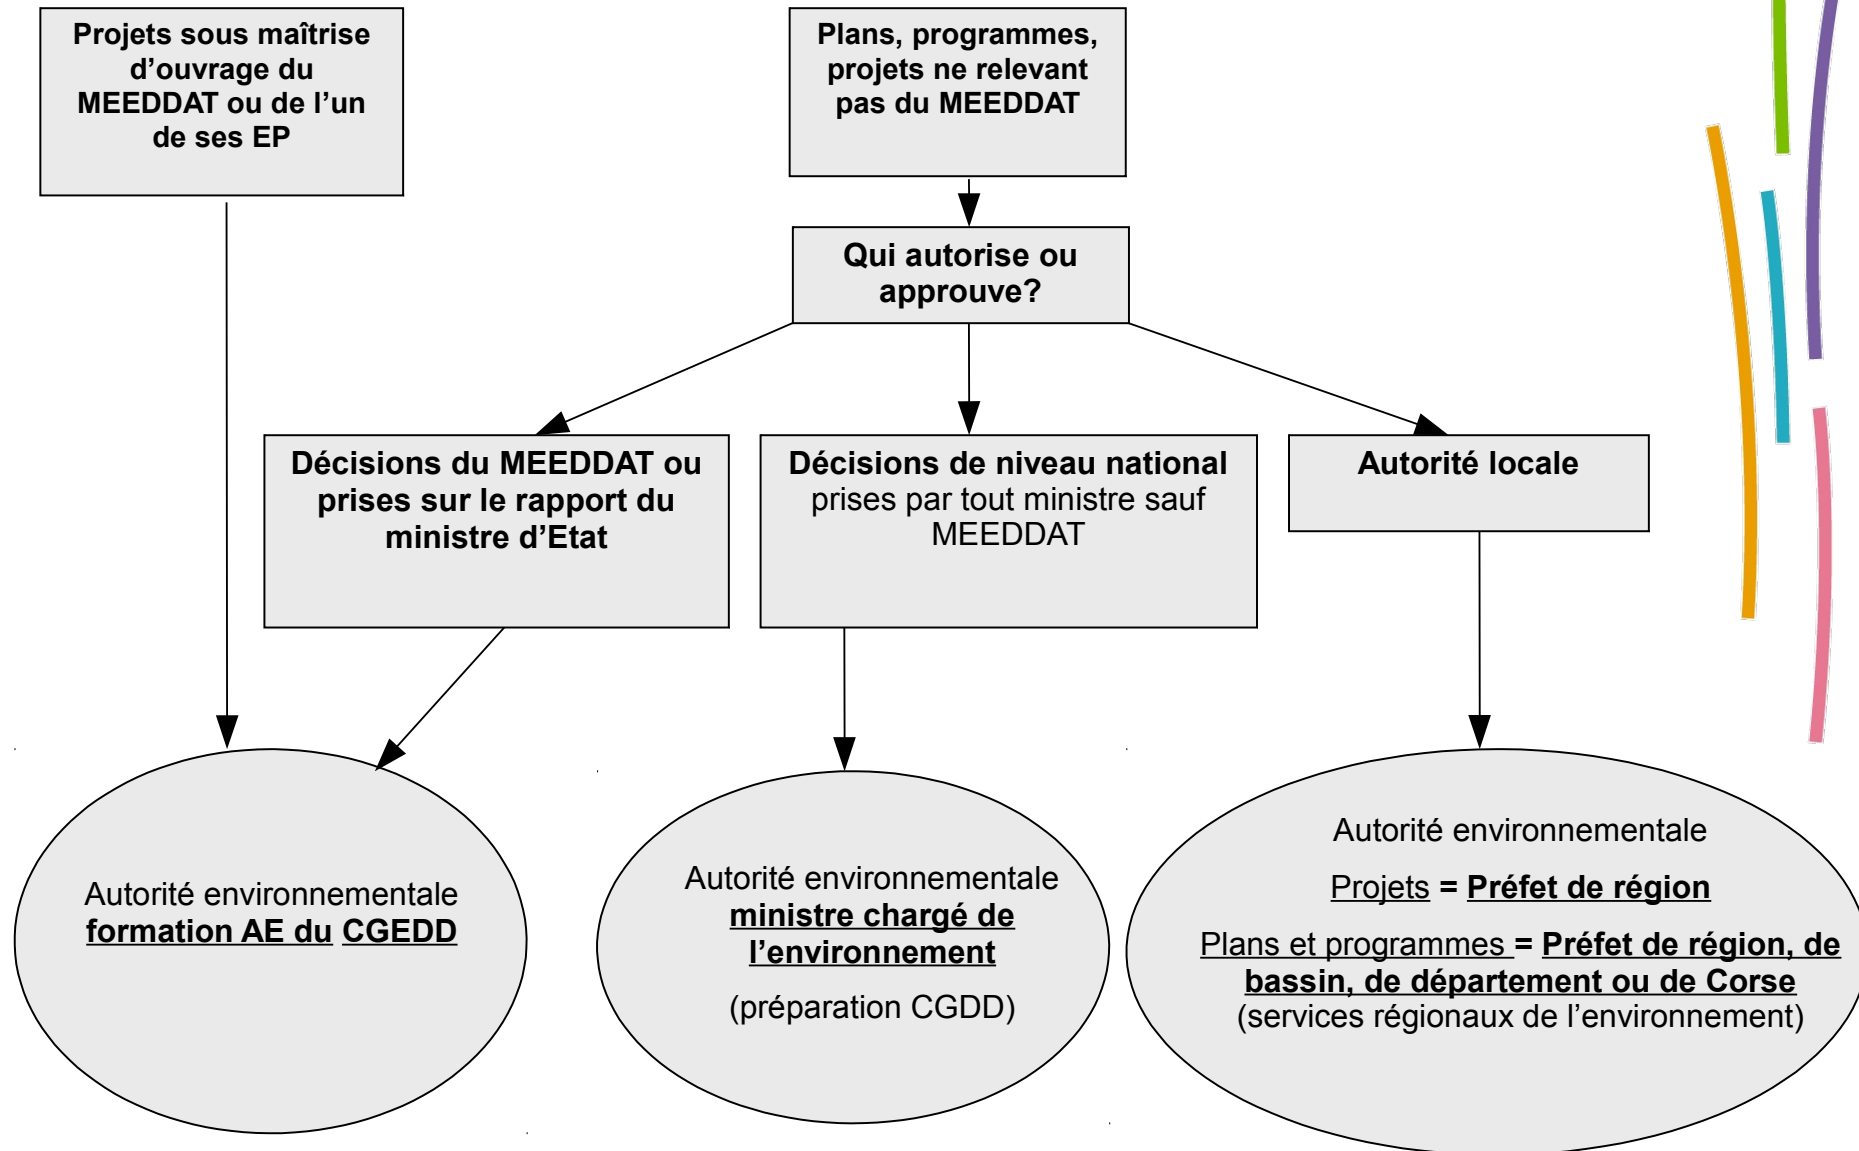 Projets sous maîtrise
d'ouvrage du
MEEDDAT ou de l'un
de ses EP
Plans, programmes,
projets ne relevant
pas du MEEDDAT
Qui autorise ou
approuve?
Décisions du MEEDDAT ou
prises sur le rapport du
ministre d'Etat
Décisions de niveau national
prises par tout ministre sauf
MEEDDAT
Autorité locale
Autorité environnementale
formation AE du CGEDD
Autorité environnementale
ministre chargé de
l'environnement
(préparation CGDD)
Autorité environnementale
Projets = Préfet de région
Plans et programmes = Préfet de région, de
bassin, de département ou de Corse
(services régionaux de l'environnement)